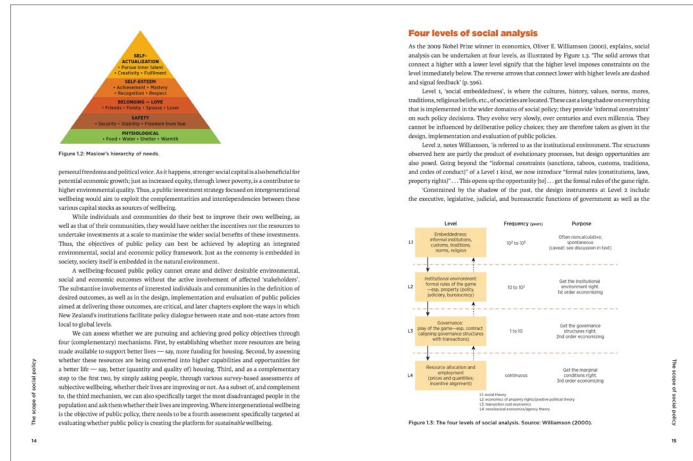 SELF-
ACTUALIZATION
• Pursue Inner Talent
• Creativity • Fulfilment
SELF-ESTEEM
• Achievement • Mastery
• Recognition • Respect
BELONGING — LOVE
• Friends • Family • Spouse • Lover
SAFETY
• Security • Stability • Freedom from fear
PHYSIOLOGICAL
• Food • Water • Shelter • Warmth
Figure 1.2: Maslow's hierarchy of needs.
personal freedoms and political voice. As it happens, stronger social capital is also beneficial for
potential economic growth; just as increased equity, through lower poverty, is a contributor to
higher environmental quality. Thus, a public investment strategy focused on intergenerational
wellbeing would aim to exploit the complementarities and interdependencies between these
various capital stocks as sources of wellbeing.
While individuals and communities do their best to improve their own wellbeing, as
well as that of their communities, they would have neither the incentives nor the resources to
undertake investments at a scale to maximise the wider social benefits of these investments.
Thus, the objectives of public policy can best be achieved by adopting an integrated
environmental, social and economic policy framework. Just as the economy is embedded in
society, society itself is embedded in the natural environment.
A wellbeing-focused public policy cannot create and deliver desirable environmental,
social and economic outcomes without the active involvement of affected 'stakeholders'.
The substantive involvements of interested individuals and communities in the definition of
desired outcomes, as well as in the design, implementation and evaluation of public policies
aimed at delivering those outcomes, are critical, and later chapters explore the ways in which
New Zealand's institutions facilitate policy dialogue between state and non-state actors from
local to global levels.
We can assess whether we are pursuing and achieving good policy objectives through
four (complementary) mechanisms. First, by establishing whether more resources are being
made available to support better lives — say, more funding for housing. Second, by assessing
whether these resources are being converted into higher capabilities and opportunities for
a better life — say, better (quantity and quality of) housing. Third, and as a complementary
step to the first two, by simply asking people, through various survey-based assessments of
subjective wellbeing, whether their lives are improving or not. As a subset of, and complement
to, the third mechanism, we can also specifically target the most disadvantaged people in the
population and ask them whether their lives are improving. Where intergenerational wellbeing
is the objective of public policy, there needs to be a fourth assessment specifically targeted at
evaluating whether public policy is creating the platform for sustainable wellbeing.
The scope of social policy
14
Four levels of social analysis
As the 2009 Nobel Prize winner in economics, Oliver E. Williamson (2000), explains, social
analysis can be undertaken at four levels, as illustrated by Figure 1.3. 'The solid arrows that
connect a higher with a lower level signify that the higher level imposes constraints on the
level immediately below. The reverse arrows that connect lower with higher levels are dashed
and signal feedback' (p. 596).
Level 1, 'social embeddedness', is where the cultures, history, values, norms, mores,
traditions, religious beliefs, etc., of societies are located. These cast a long shadow on everything
that is implemented in the wider domains of social policy; they provide 'informal constraints'
on such policy decisions. They evolve very slowly, over centuries and even millennia. They
cannot be influenced by deliberative policy choices; they are therefore taken as given in the
design, implementation and evaluation of public policies.
Level 2, notes Williamson, 'is referred to as the institutional environment. The structures
observed here are partly the product of evolutionary processes, but design opportunities are
also posed. Going beyond the "informal constraints (sanctions, taboos, customs, traditions,
and codes of conduct)" of a Level 1 kind, we now introduce "formal rules (constitutions, laws,
property rights)" . . . This opens up the opportunity [to] . . . get the formal rules of the game right.
'Constrained by the shadow of the past, the design instruments at Level 2 include
the executive, legislative, judicial, and bureaucratic functions of government as well as the
Level Frequency (years) Purpose
L1
Embeddedness:
informal institutions,
customs, traditions,
norms, religion
10² to 10³
Often noncalculative;
spontaneous
(caveat: see discussion in text)
L2
Institutional environment:
formal rules of the game
—esp. property (polity,
judiciary, bureaucracy)
10 to 10²
Get the institutional
environment right.
1st order economizing
L3
Governance:
play of the game—esp. contract
(aligning governance structures
with transactions)
1 to 10
Get the governance
structures right.
2nd order economizing
L4
Resource allocation and
employment
(prices and quantities;
incentive alignment)
continuous
Get the marginal
conditions right.
3rd order economizing
L1: social theory
L2: economics of property rights/positive political theory
L3: transaction cost economics
L4: neoclassical economics/agency theory
Figure 1.3: The four levels of social analysis. Source: Williamson (2000).
The scope of social policy
15